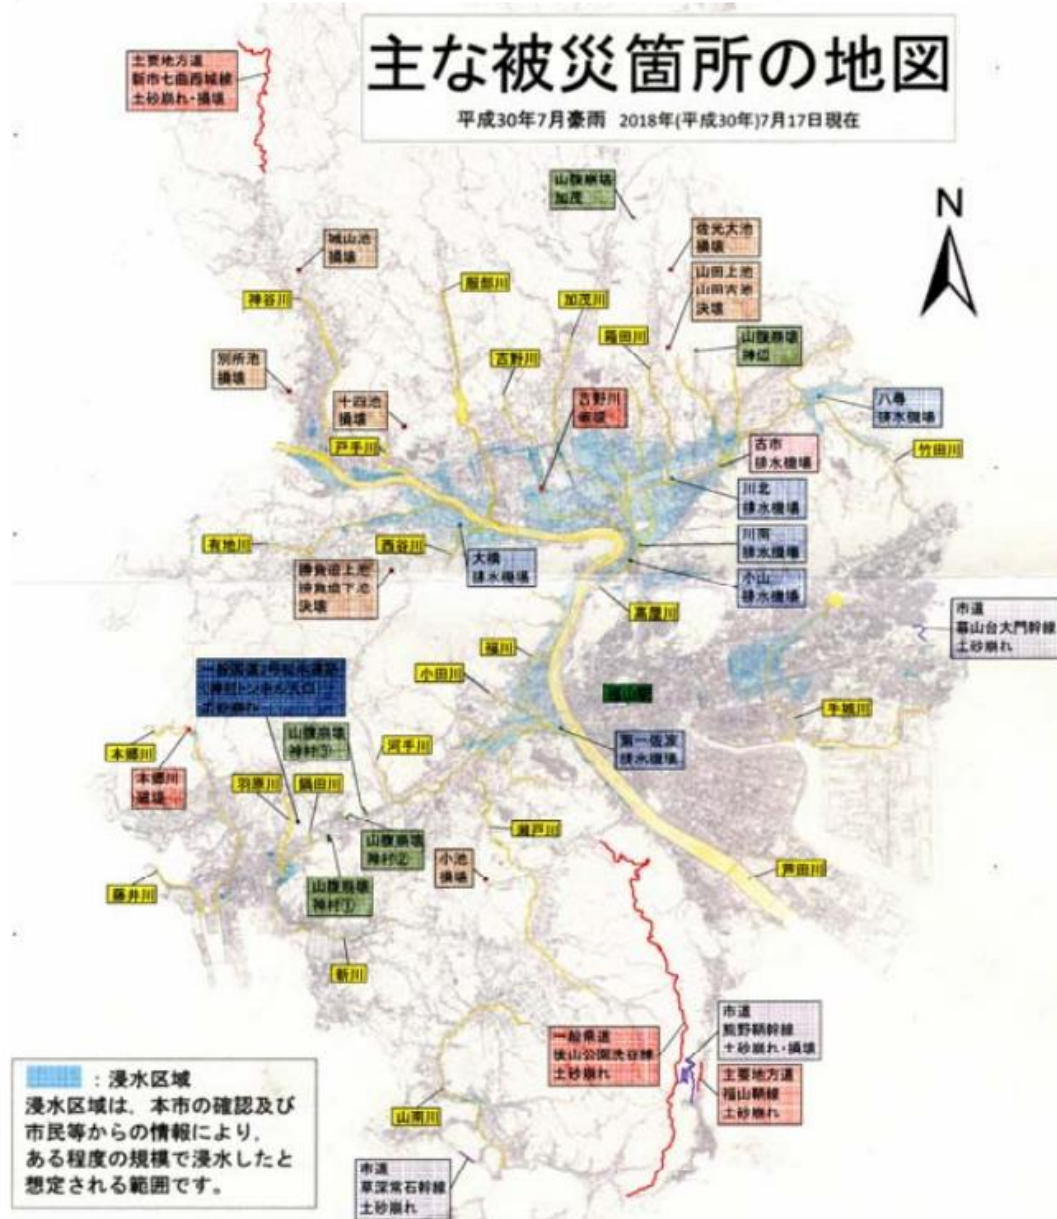 主な被災箇所の地図
平成30年7月豪雨 2018年(平成30年)7月17日現在
主要地方道
新市七曲西城線
土砂崩れ・損壊
山腹崩壊
加茂
N
城山池
損壊
佐光大池
損壊
山田上池
山田古池
決壊
神谷川
服部川
加茂川
箱田川
山腹崩壊
神辺
別所池
損壊
吉野川
十四池
損壊
吉野川
破堤
八尋
排水機場
戸手川
古市
排水機場
竹田川
川北
排水機場
有地川
西谷川
大橋
排水機場
川南
排水機場
勝負迫上池
勝負迫下池
決壊
小山
排水機場
高屋川
市道
幕山台大門幹線
土砂崩れ
福川
小田川
手城川
山腹崩壊
神村③
第一佐波
排水機場
本郷川
河手川
本郷川
破堤
羽原川
鍋田川
瀬戸川
山腹崩壊
神村②
小池
損壊
芦田川
藤井川
山腹崩壊
神村①
新川
市道
熊野鞆幹線
土砂崩れ・損壊
一般県道
後山公園洗谷線
土砂崩れ
主要地方道
福山鞆線
土砂崩れ
：浸水区域
浸水区域は、本市の確認及び
市民等からの情報により、
ある程度の規模で浸水したと
想定される範囲です。
山南川
市道
草深常石幹線
土砂崩れ